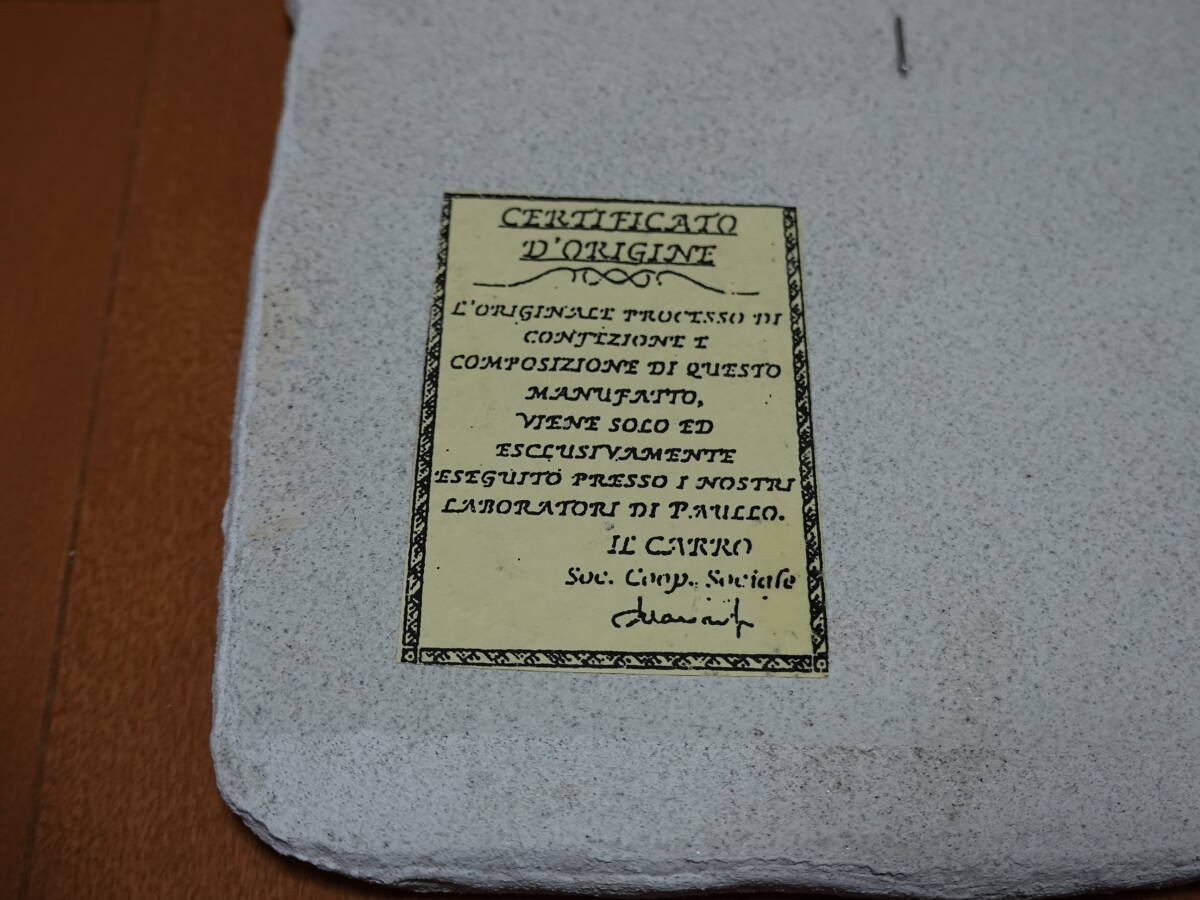 CERTIFICATO
D'ORIGINE
L'ORIGINALE PROCESSO DI
CONFEZIONE E
COMPOSIZIONE DI QUESTO
MANUFATTO,
VIENE SOLO ED
ESCLUSIVAMENTE
ESEGUITO PRESSO I NOSTRI
LABORATORI DI PAULLO.
IL CARRO
Soc. Coop. Sociale